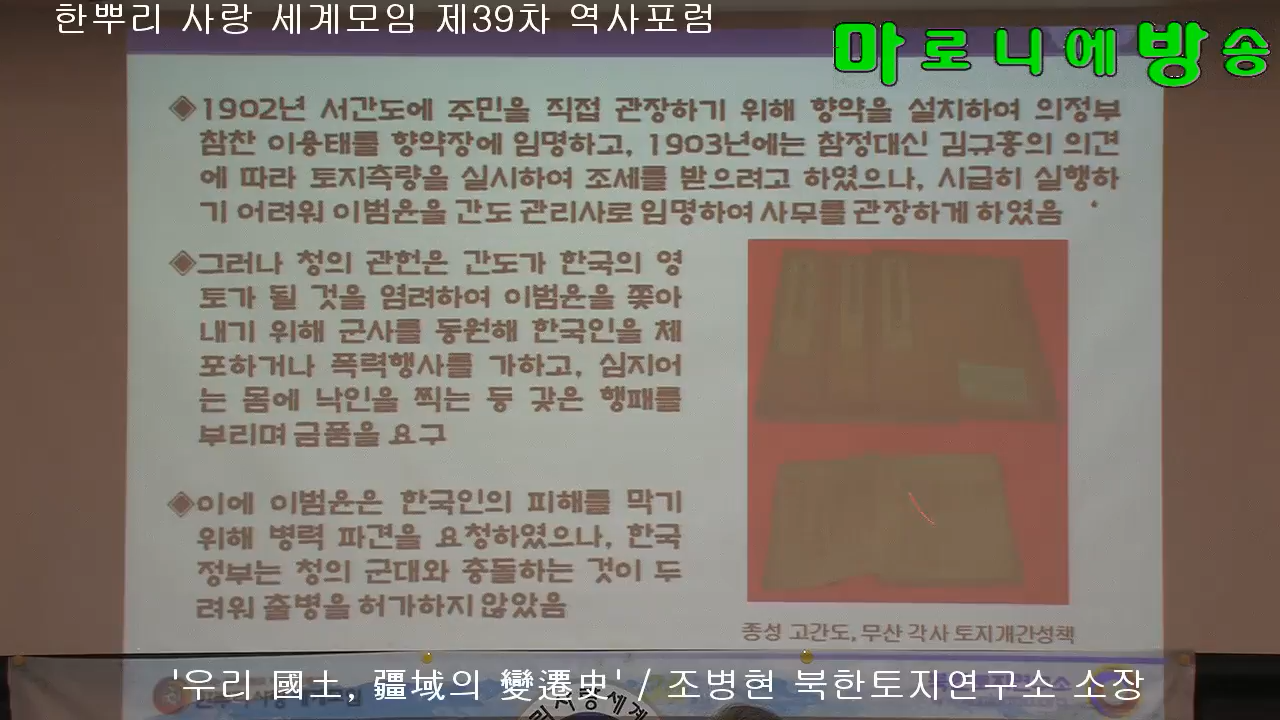 한뿌리 사랑 세계모임 제39차 역사포럼
마로니에방송
◈1902년 서간도에 주민을 직접 관장하기 위해 향약을 설치하여 의정부
참찬 이용태를 향약장에 임명하고, 1903년에는 참정대신 김규홍의 의견
에 따라 토지측량을 실시하여 조세를 받으려고 하였으나, 시급히 실행하
기 어려워 이범윤을 간도 관리사로 임명하여 사무를 관장하게 하였음
◈그러나 청의 관헌은 간도가 한국의 영
토가 될 것을 염려하여 이범윤을 쫓아
내기 위해 군사를 동원해 한국인을 체
포하거나 폭력행사를 가하고, 심지어
는 몸에 낙인을 찍는 등 갖은 행패를
부리며 금품을 요구
◈이에 이범윤은 한국인의 피해를 막기
위해 병력 파견을 요청하였으나, 한국
정부는 청의 군대와 충돌하는 것이 두
려워 출병을 허가하지 않았음
종성 고간도, 무산 각사 토지개간성책
'우리 國土, 疆域의 變遷史' / 조병현 북한토지연구소 소장